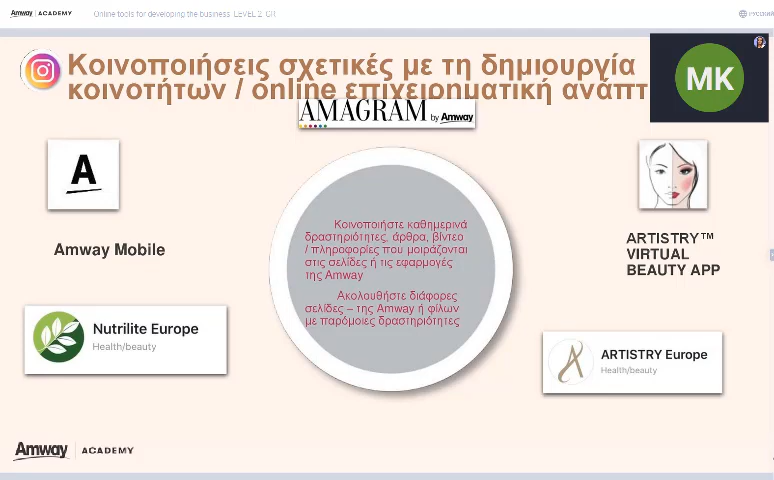 Amway ACADEMY
Online tools for developing the business LEVEL 2 GR
РУССКИЙ
Κοινοποιήσεις σχετικές με τη δημιουργία
κοινοτήτων / online επιχειρηματική ανάπτ
MK
AMAGRAM by Amway
A
Amway Mobile
ARTISTRY™
VIRTUAL
BEAUTY APP
Κοινοποιήστε καθημερινά
δραστηριότητες, άρθρα, βίντεο
/ πληροφορίες που μοιράζονται
στις σελίδες ή τις εφαρμογές
της Amway
Ακολουθήστε διάφορες
σελίδες – της Amway ή φίλων
με παρόμοιες δραστηριότητες
Nutrilite Europe
Health/beauty
ARTISTRY Europe
Health/beauty
Amway ACADEMY